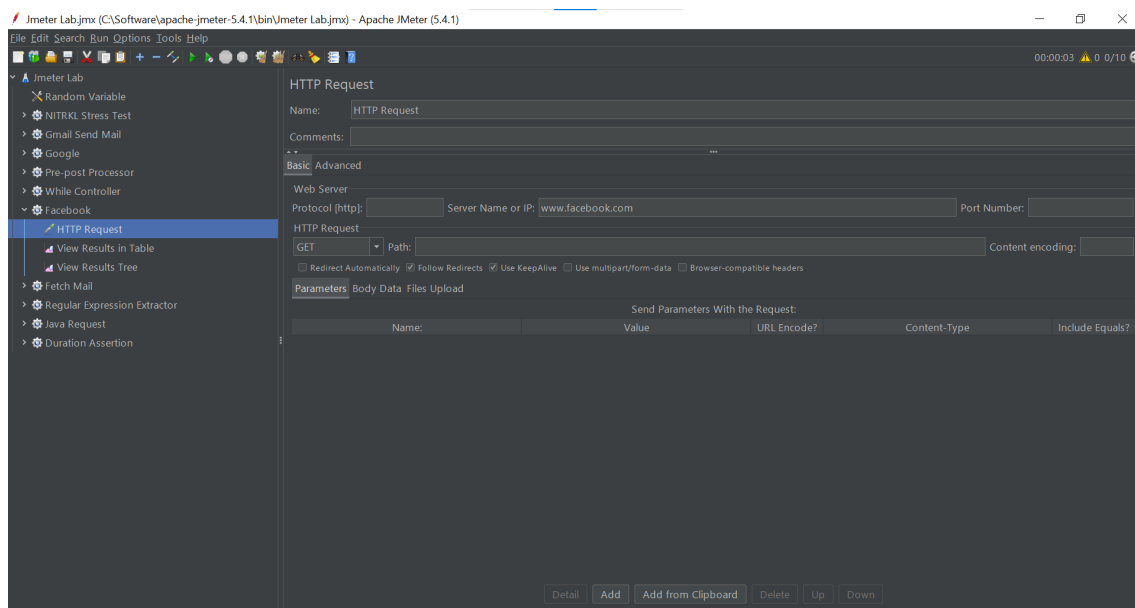 Jmeter Lab.jmx (C:\Software\apache-jmeter-5.4.1\bin\Jmeter Lab.jmx) - Apache JMeter (5.4.1)
File Edit Search Run Options Tools Help
00:00:03 0 0/10
Jmeter Lab
Random Variable
NITRKL Stress Test
Gmail Send Mail
Google
Pre-post Processor
While Controller
Facebook
HTTP Request
View Results in Table
View Results Tree
Fetch Mail
Regular Expression Extractor
Java Request
Duration Assertion
HTTP Request
Name: HTTP Request
Comments:
Basic Advanced
Web Server
Protocol [http]: Server Name or IP: www.facebook.com Port Number:
HTTP Request
GET Path: Content encoding:
Redirect Automatically Follow Redirects Use KeepAlive Use multipart/form-data Browser-compatible headers
Parameters Body Data Files Upload
Send Parameters With the Request:
Name: Value URL Encode? Content-Type Include Equals?
Detail Add Add from Clipboard Delete Up Down